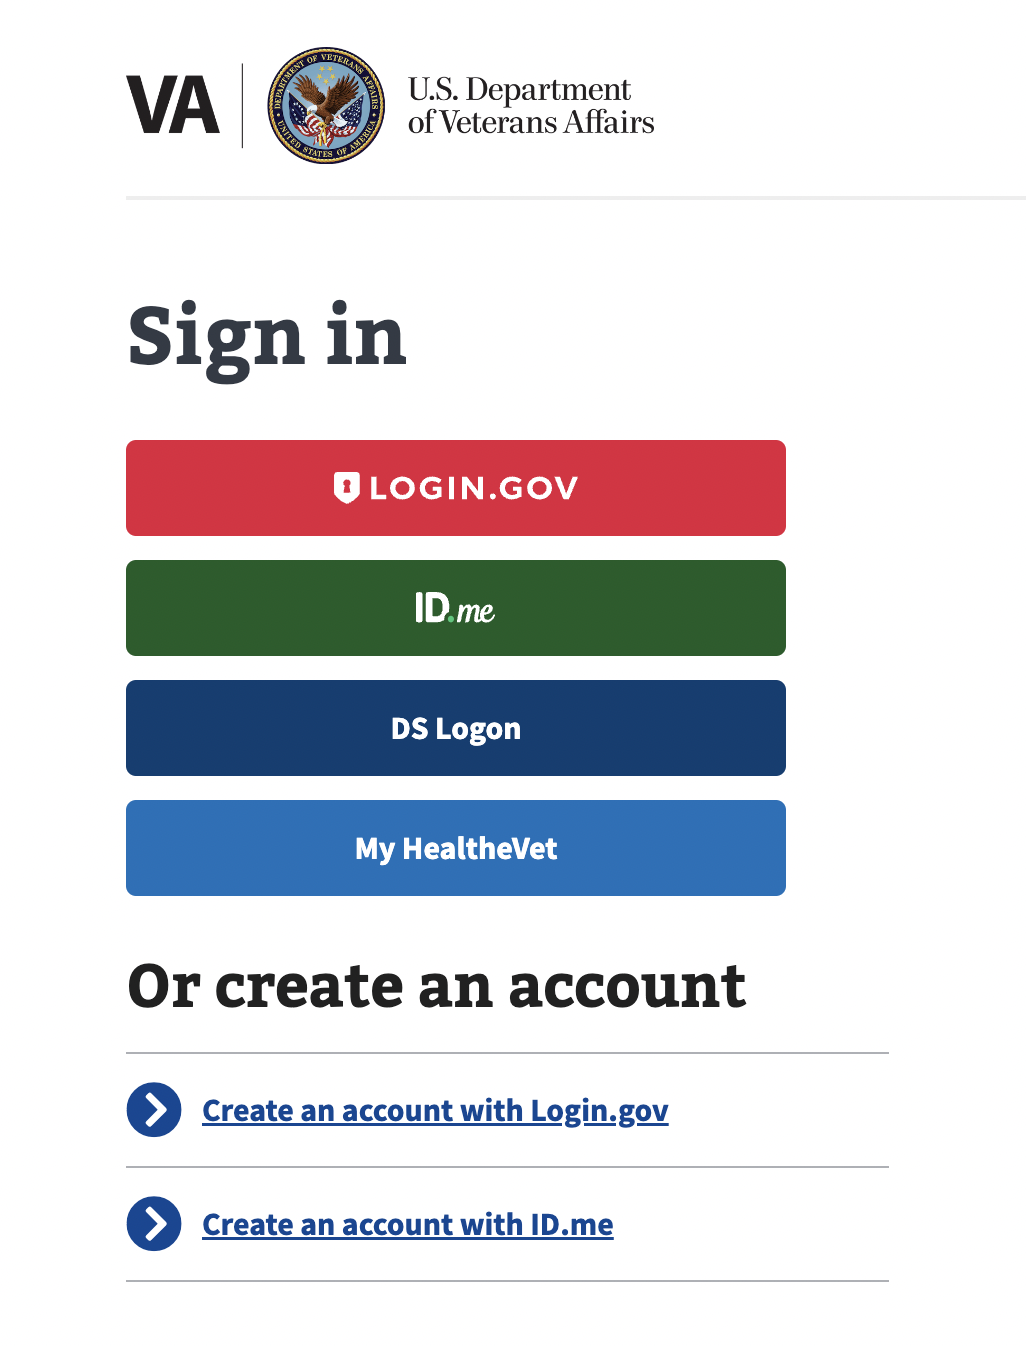 VA
DEPARTMENT OF VETERANS AFFAIRS
UNITED STATES OF AMERICA
U.S. Department
of Veterans Affairs
Sign in
LOGIN.GOV
ID.me
DS Logon
My HealtheVet
Or create an account
Create an account with Login.gov
Create an account with ID.me